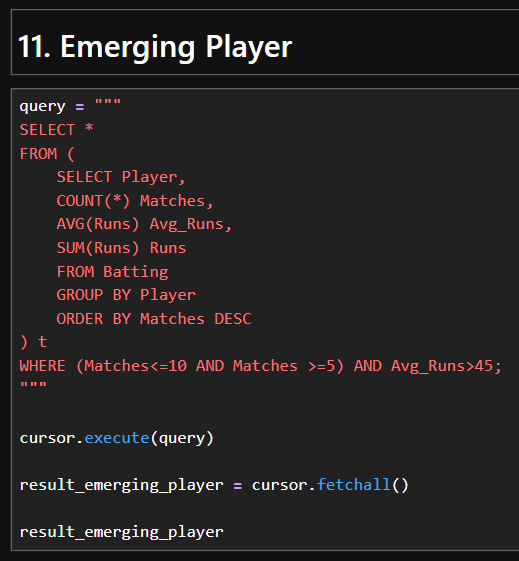 11. Emerging Player
query = """
SELECT *
FROM (
    SELECT Player,
    COUNT(*) Matches,
    AVG(Runs) Avg_Runs,
    SUM(Runs) Runs
    FROM Batting
    GROUP BY Player
    ORDER BY Matches DESC
) t
WHERE (Matches<=10 AND Matches >=5) AND Avg_Runs>45;
"""
cursor.execute(query)
result_emerging_player = cursor.fetchall()
result_emerging_player